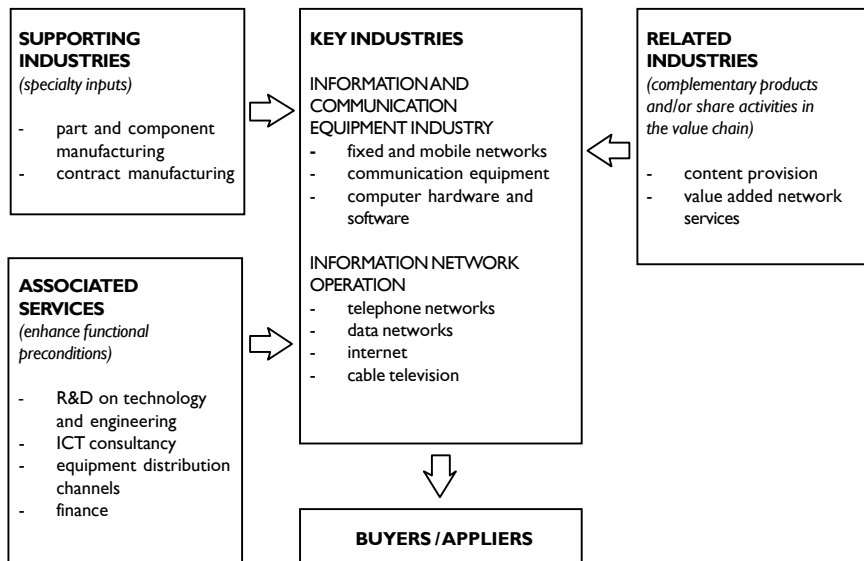 SUPPORTING
INDUSTRIES
(specialty inputs)
- part and component
manufacturing
- contract manufacturing
ASSOCIATED
SERVICES
(enhance functional
preconditions)
- R&D on technology
and engineering
- ICT consultancy
- equipment distribution
channels
- finance
KEY INDUSTRIES
INFORMATION AND
COMMUNICATION
EQUIPMENT INDUSTRY
- fixed and mobile networks
- communication equipment
- computer hardware and
software
INFORMATION NETWORK
OPERATION
- telephone networks
- data networks
- internet
- cable television
RELATED
INDUSTRIES
(complementary products
and/or share activities in
the value chain)
- content provision
- value added network
services
BUYERS / APPLIERS